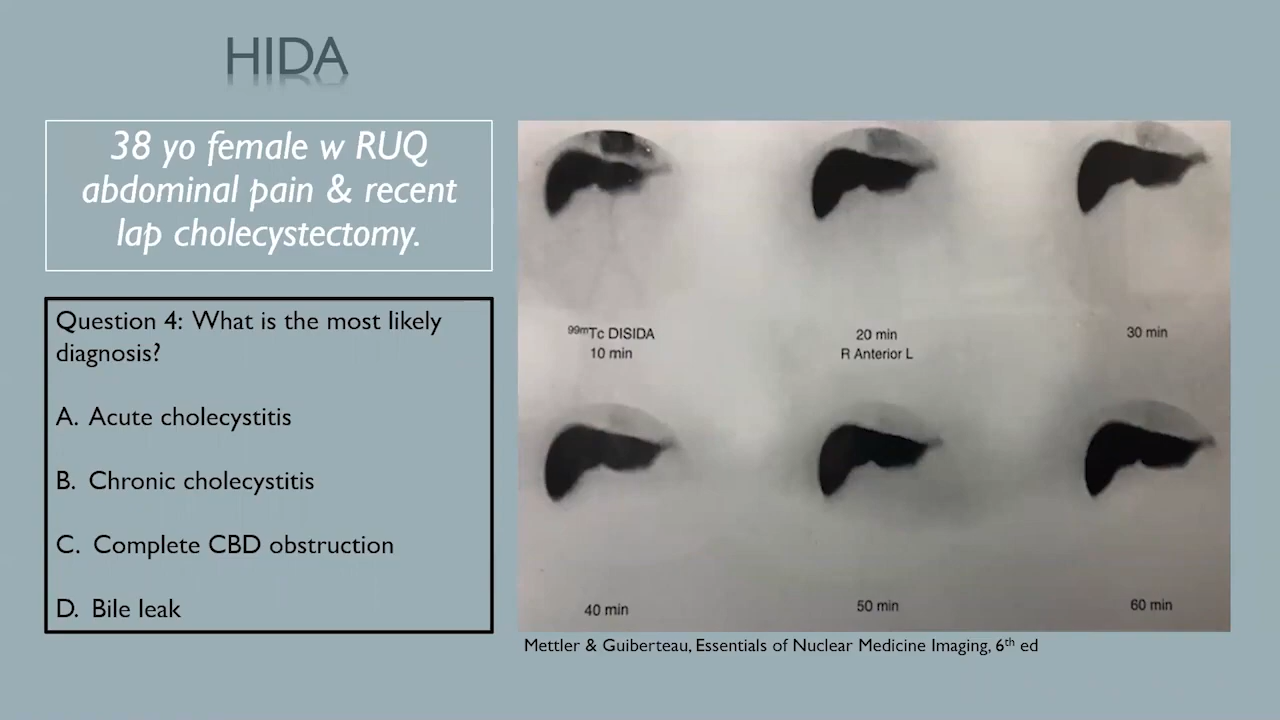 HIDA
38 yo female w RUQ
abdominal pain & recent
lap cholecystectomy.
Question 4: What is the most likely
diagnosis?
A. Acute cholecystitis
B. Chronic cholecystitis
C. Complete CBD obstruction
D. Bile leak
99mTc DISIDA
10 min
20 min
R Anterior L
30 min
40 min
50 min
60 min
Mettler & Guiberteau, Essentials of Nuclear Medicine Imaging, 6th ed